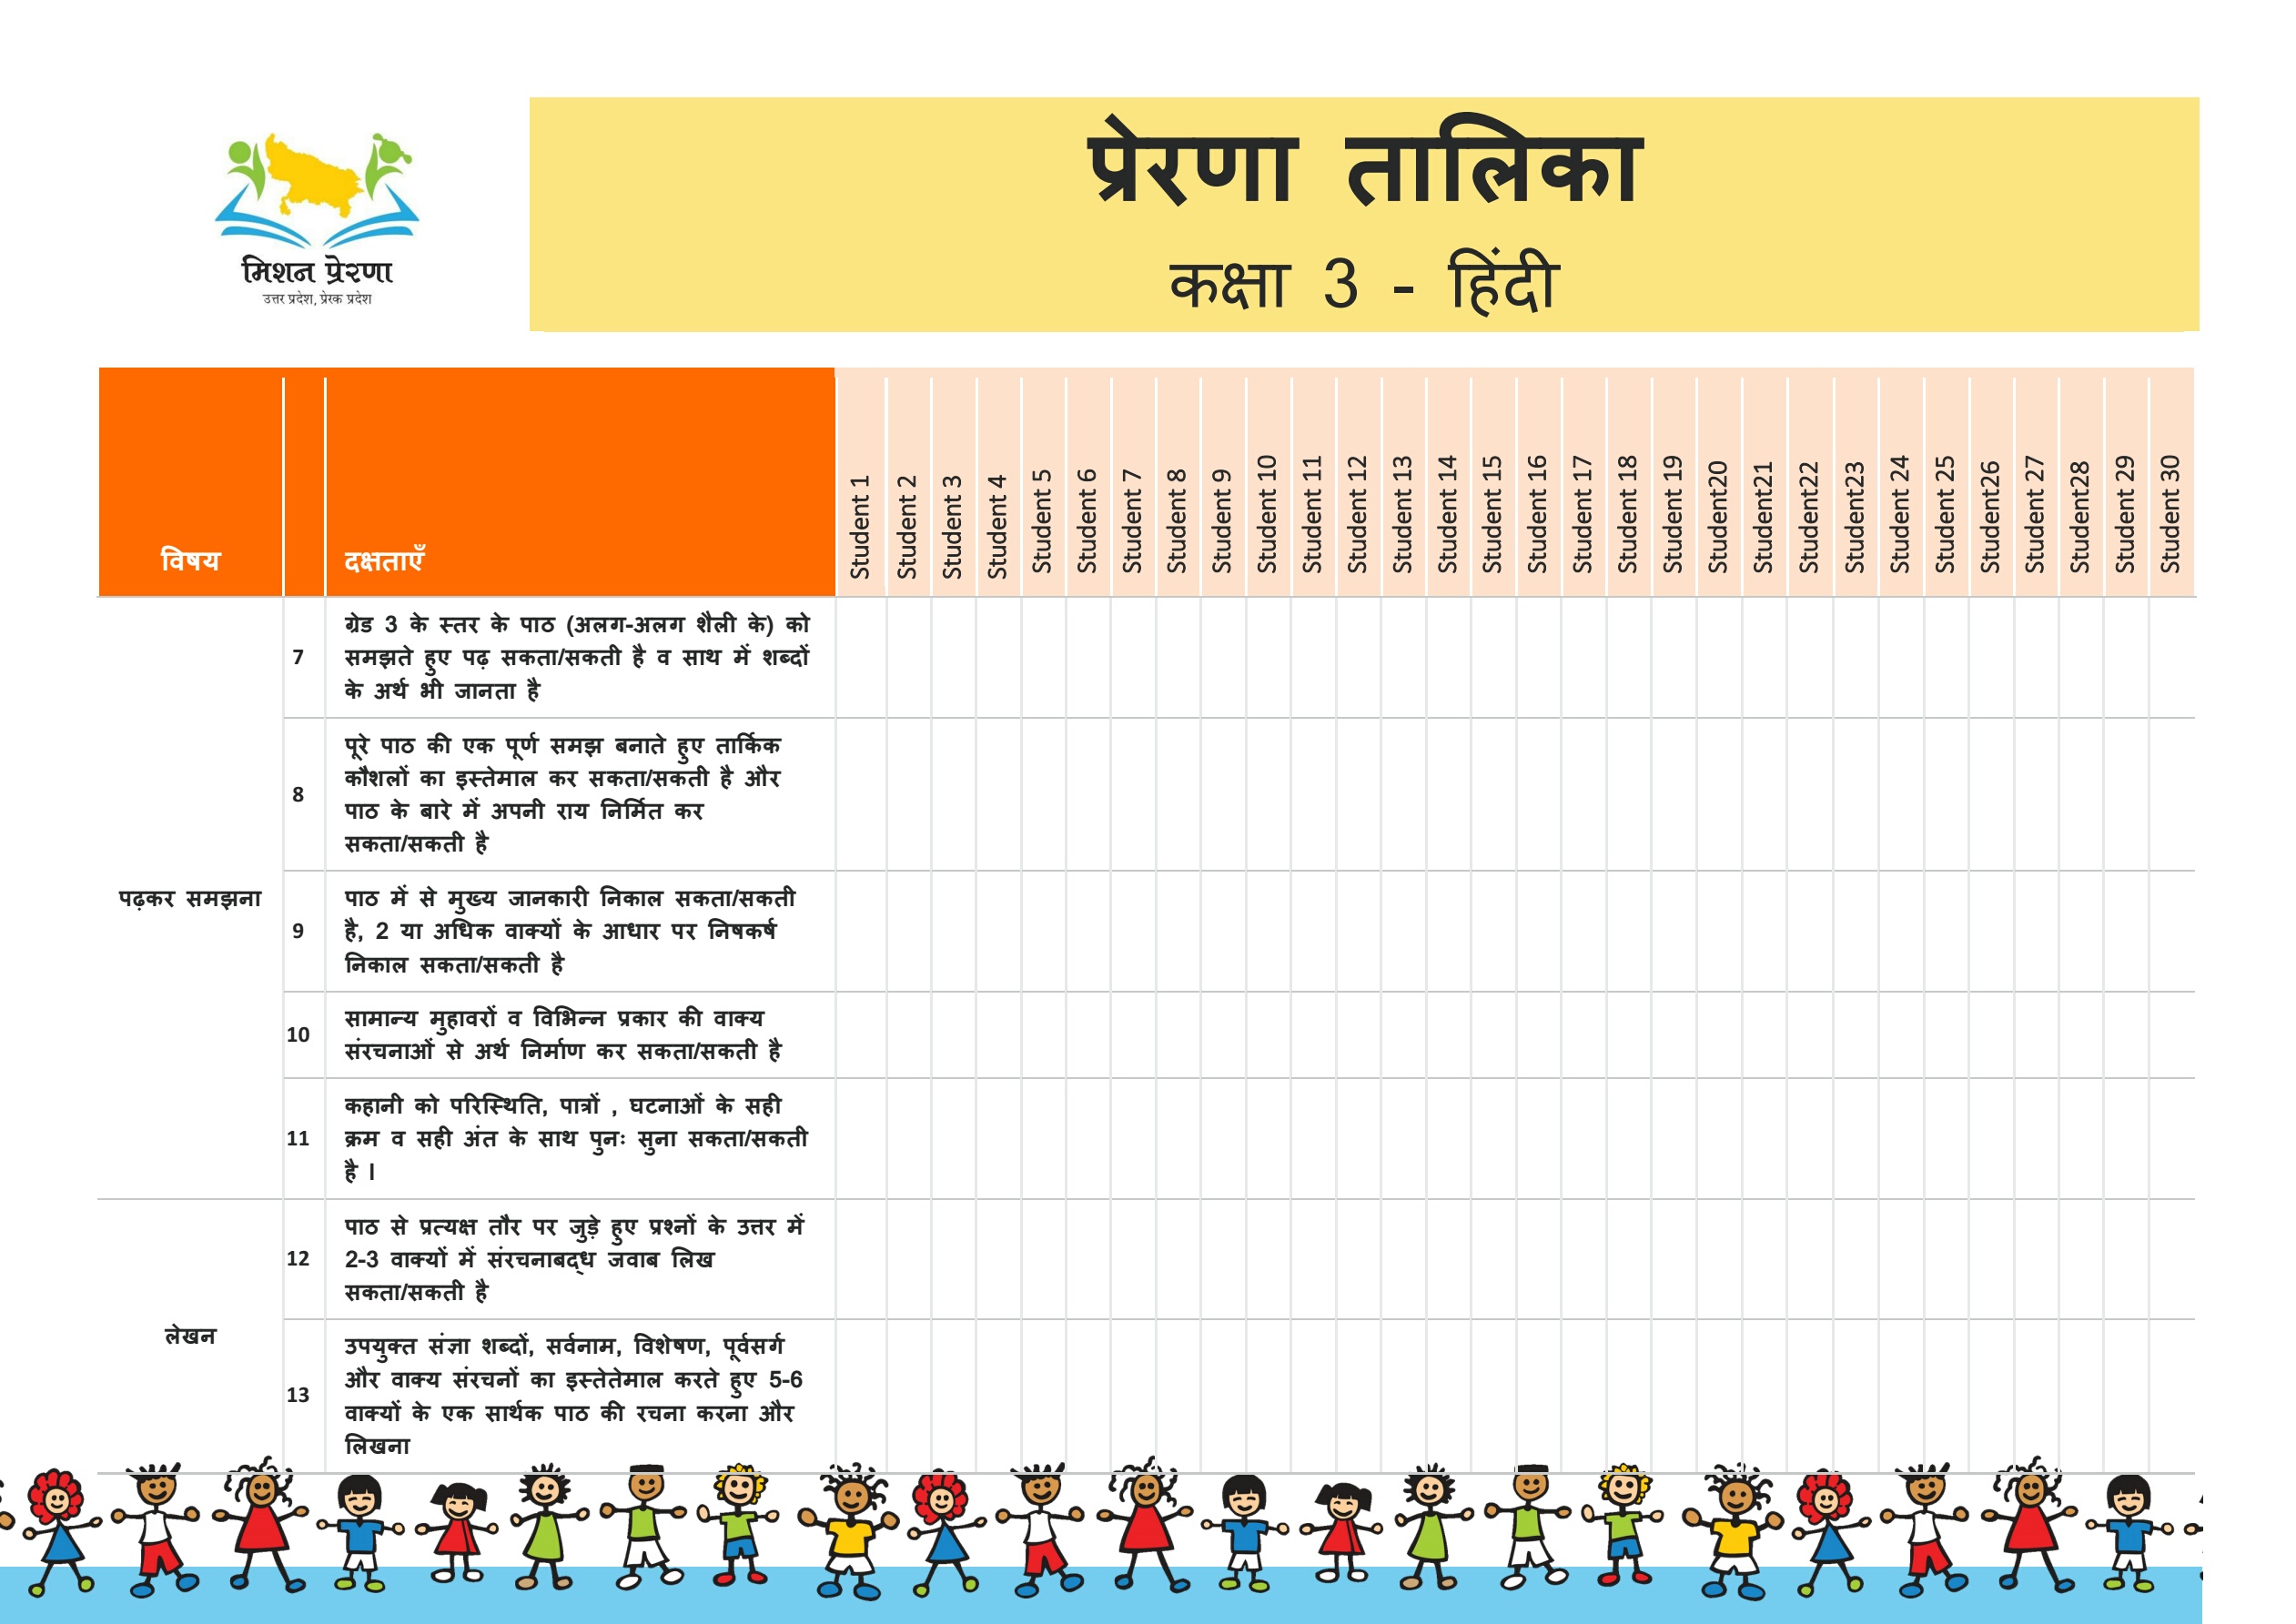 मिशन प्रेरणा
उत्तर प्रदेश, प्रेरक प्रदेश
प्रेरणा तालिका
कक्षा 3 - हिंदी
विषय
दक्षताएँ
Student 1
Student 2
Student 3
Student 4
Student 5
Student 6
Student 7
Student 8
Student 9
Student 10
Student 11
Student 12
Student 13
Student 14
Student 15
Student 16
Student 17
Student 18
Student 19
Student20
Student21
Student22
Student23
Student 24
Student 25
Student26
Student 27
Student28
Student 29
Student 30
पढ़कर समझना
7
ग्रेड 3 के स्तर के पाठ (अलग-अलग शैली के) को
समझते हुए पढ़ सकता/सकती है व साथ में शब्दों
के अर्थ भी जानता है
8
पूरे पाठ की एक पूर्ण समझ बनाते हुए तार्किक
कौशलों का इस्तेमाल कर सकता/सकती है और
पाठ के बारे में अपनी राय निर्मित कर
सकता/सकती है
9
पाठ में से मुख्य जानकारी निकाल सकता/सकती
है, 2 या अधिक वाक्यों के आधार पर निषकर्ष
निकाल सकता/सकती है
10
सामान्य मुहावरों व विभिन्न प्रकार की वाक्य
संरचनाओं से अर्थ निर्माण कर सकता/सकती है
11
कहानी को परिस्थिति, पात्रों , घटनाओं के सही
क्रम व सही अंत के साथ पुनः सुना सकता/सकती
है I
लेखन
12
पाठ से प्रत्यक्ष तौर पर जुड़े हुए प्रश्नों के उत्तर में
2-3 वाक्यों में संरचनाबद्ध जवाब लिख
सकता/सकती है
13
उपयुक्त संज्ञा शब्दों, सर्वनाम, विशेषण, पूर्वसर्ग
और वाक्य संरचनों का इस्तेतेमाल करते हुए 5-6
वाक्यों के एक सार्थक पाठ की रचना करना और
लिखना